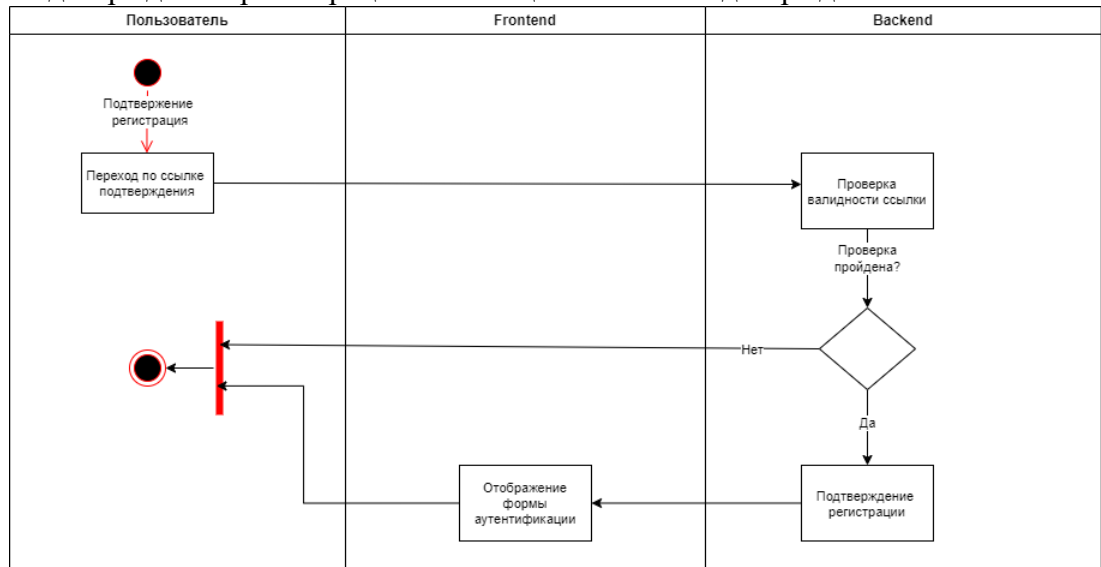 Пользователь
Frontend
Backend
Подтвержение
регистрация
Переход по ссылке
подтверждения
Проверка
валидности ссылки
Проверка
пройдена?
Нет
Да
Отображение
формы
аутентификации
Подтверждение
регистрации